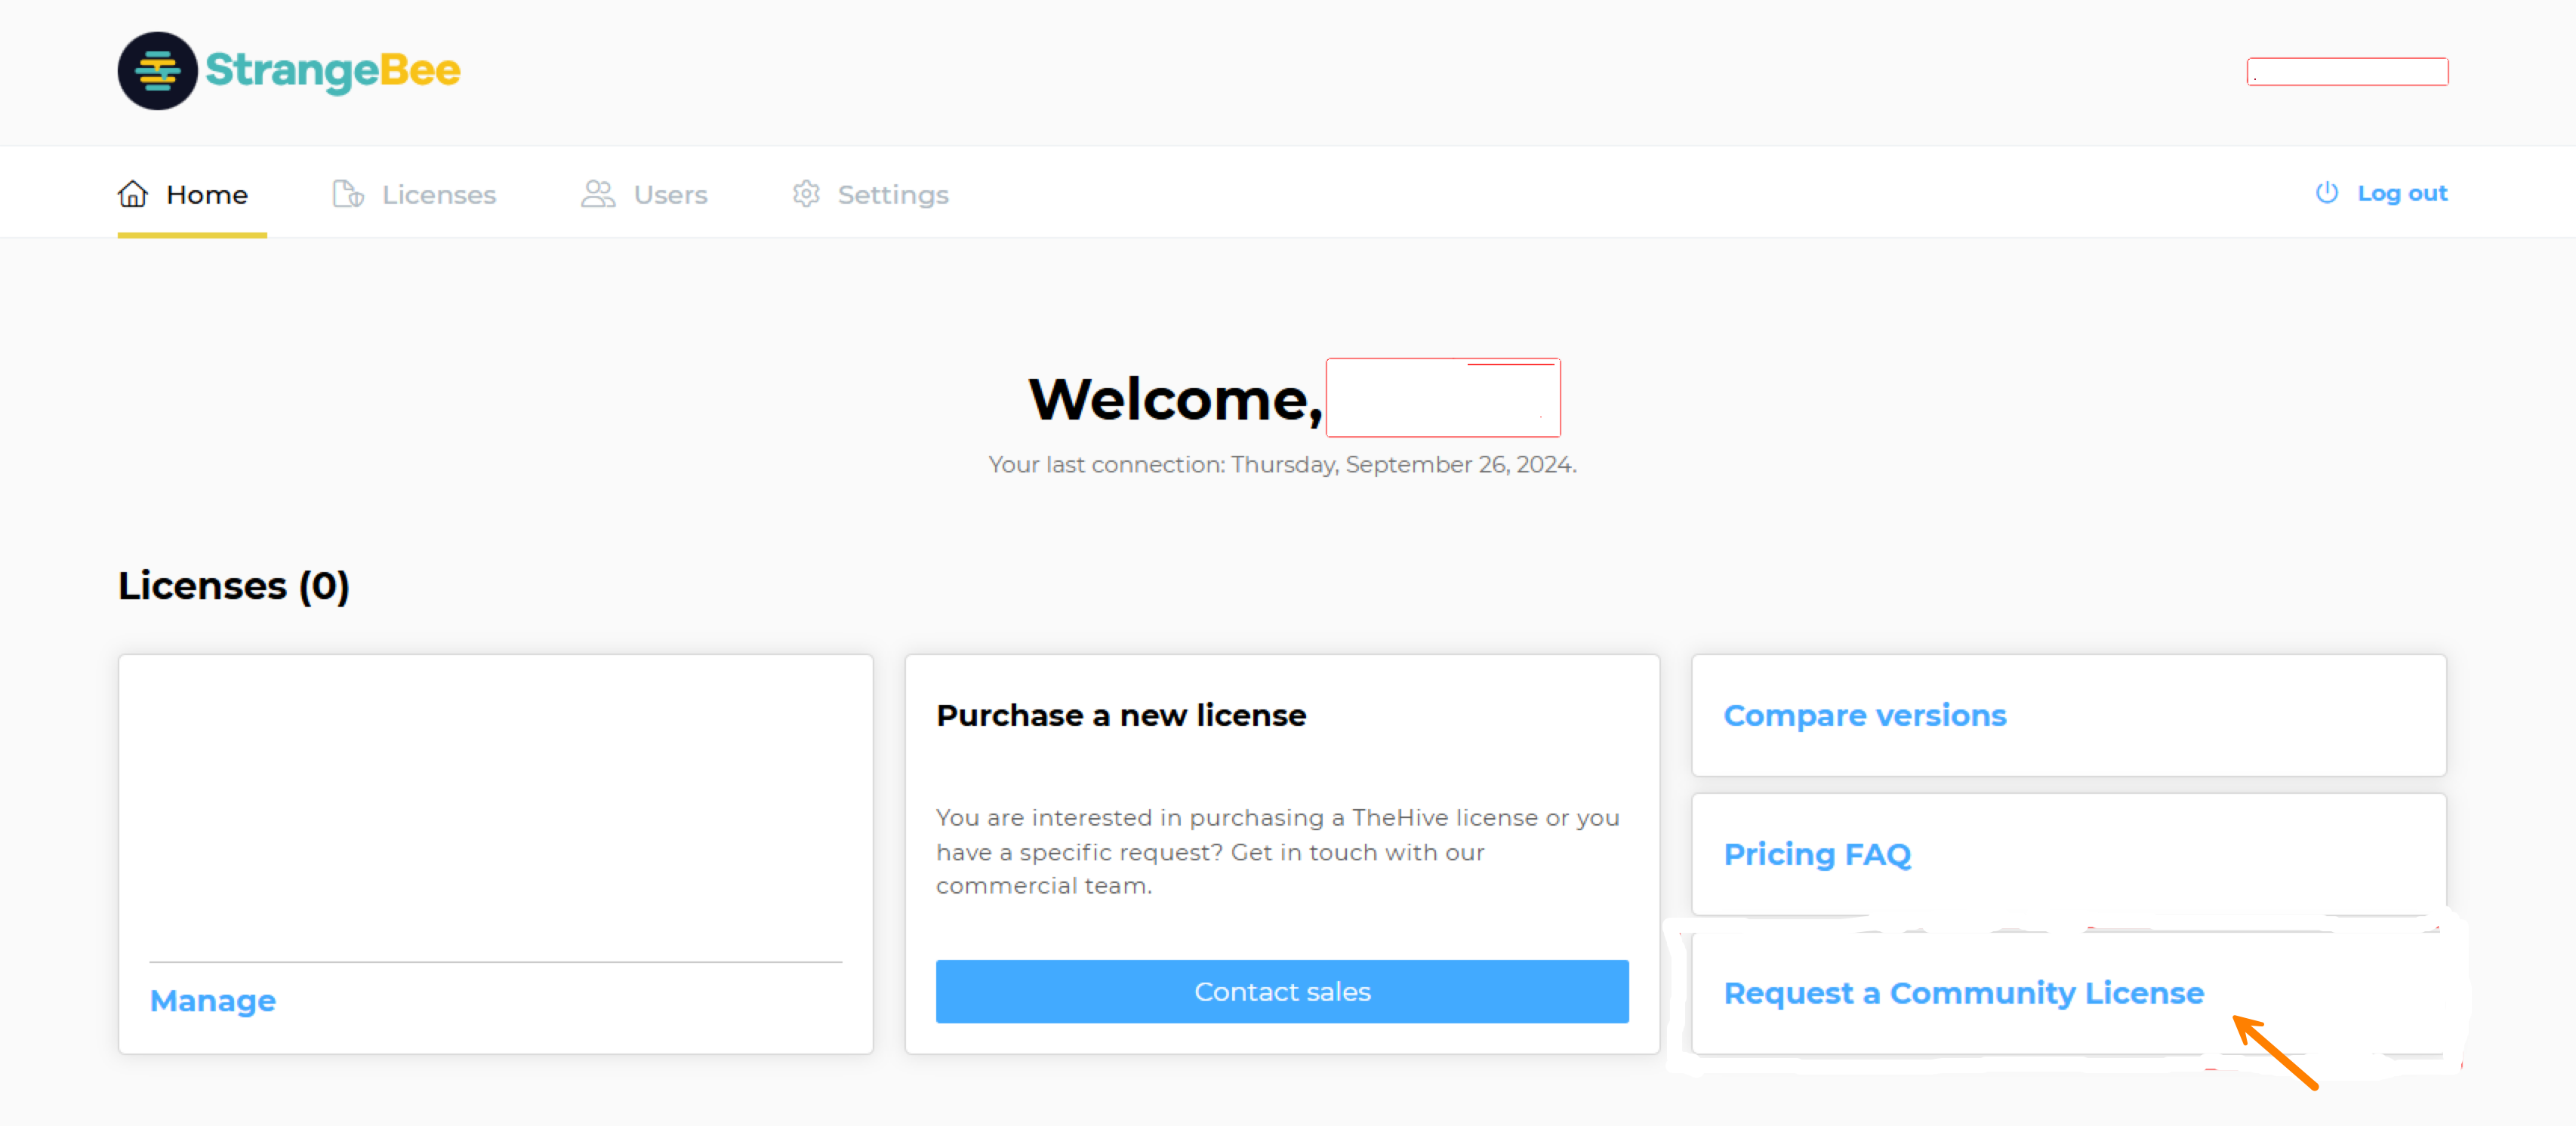 StrangeBee
Home
Licenses
Users
Settings
Log out
Welcome,
Your last connection: Thursday, September 26, 2024.
Licenses (0)
Manage
Purchase a new license
You are interested in purchasing a TheHive license or you
have a specific request? Get in touch with our
commercial team.
Contact sales
Compare versions
Pricing FAQ
Request a Community License